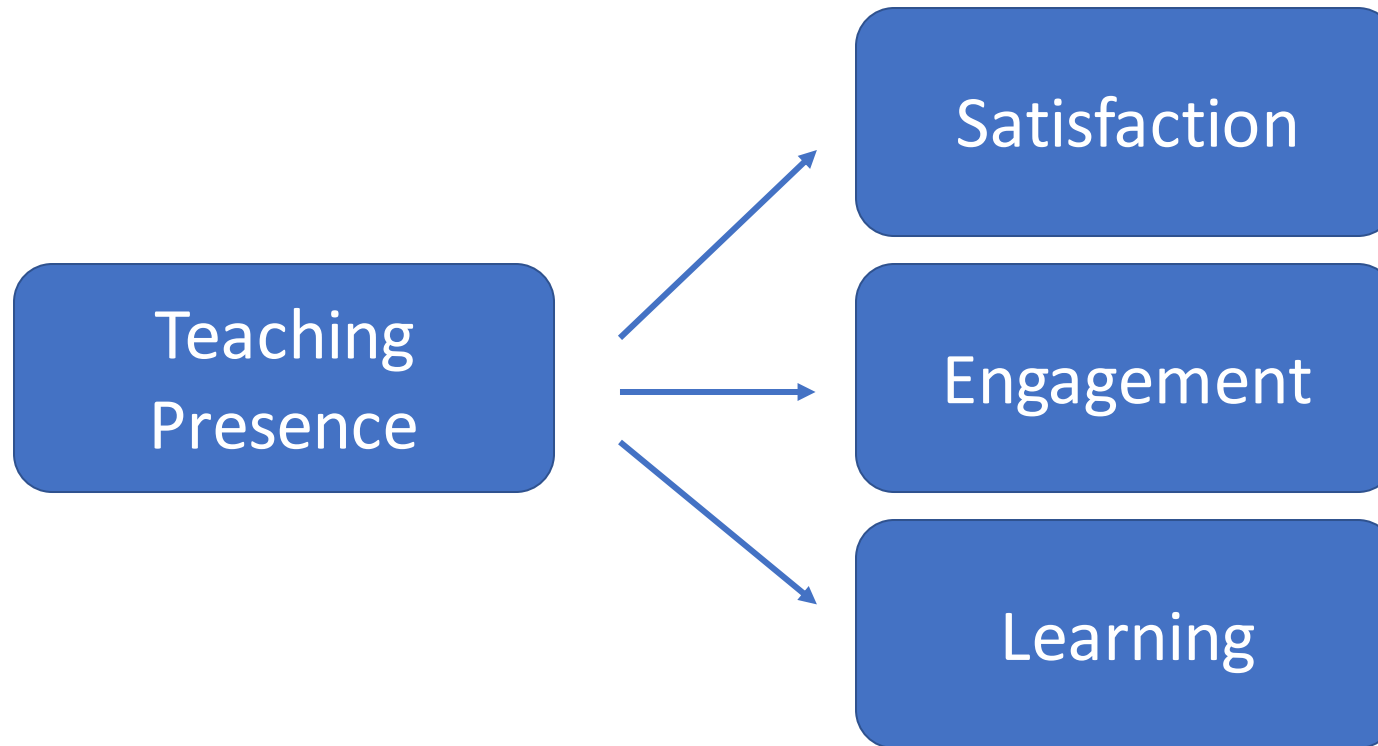 Teaching
Presence
Satisfaction
Engagement
Learning